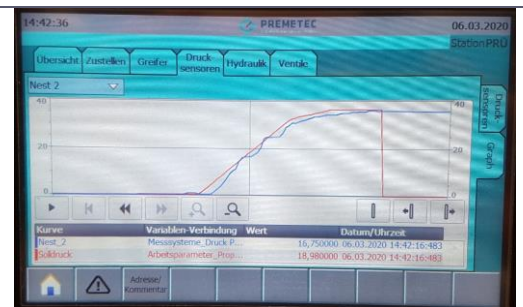 14:42:36
PREMETEC
06.03.2020
Station PRÜ
Übersicht
Zustellen
Greifer
Druck-
sensoren
Hydraulik
Ventile
Nest 2
Druck-
sensoren
Graph
40
20
0
40
20
0
Kurve Variablen-Verbindung Wert Datum/Uhrzeit
Nest_2 Messsysteme_Druck P... 16,750000 06.03.2020 14:42:16:483
Solldruck Arbeitsparameter_Prop... 18,980000 06.03.2020 14:42:16:483
Adresse/
Kommentar